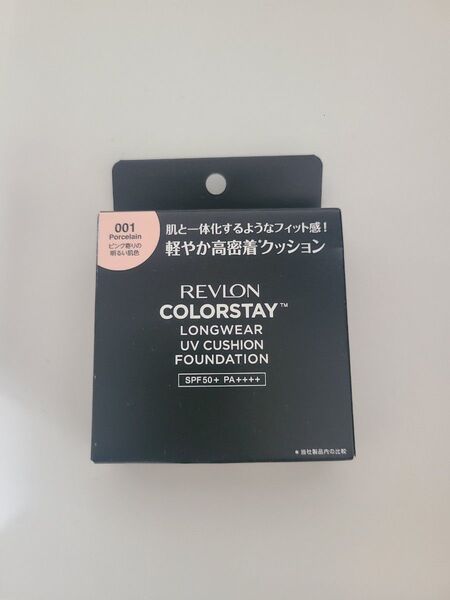 001
Porcelain
ピンク寄りの
明るい肌色
肌と一体化するようなフィット感！
軽やか高密着*クッション
REVLON
COLORSTAY™
LONGWEAR
UV CUSHION
FOUNDATION
SPF50+ PA++++
*当社製品内の比較